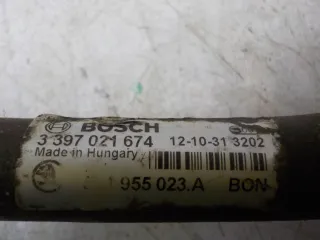 BOSCH
3 397 021 674 12-10-31 3202
Made in Hungary
955 023.A BON